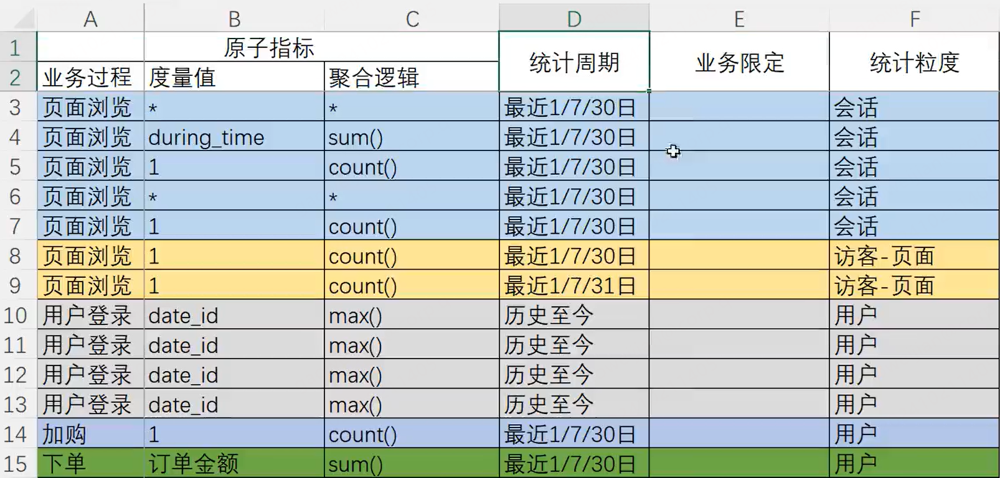 A B C D E F
1 原子指标 统计周期 业务限定 统计粒度
2 业务过程 度量值 聚合逻辑
3 页面浏览 * * 最近1/7/30日 会话
4 页面浏览 during_time sum() 最近1/7/30日 会话
5 页面浏览 1 count() 最近1/7/30日 会话
6 页面浏览 * * 最近1/7/30日 会话
7 页面浏览 1 count() 最近1/7/30日 会话
8 页面浏览 1 count() 最近1/7/30日 访客-页面
9 页面浏览 1 count() 最近1/7/31日 访客-页面
10 用户登录 date_id max() 历史至今 用户
11 用户登录 date_id max() 历史至今 用户
12 用户登录 date_id max() 历史至今 用户
13 用户登录 date_id max() 历史至今 用户
14 加购 1 count() 最近1/7/30日 用户
15 下单 订单金额 sum() 最近1/7/30日 用户